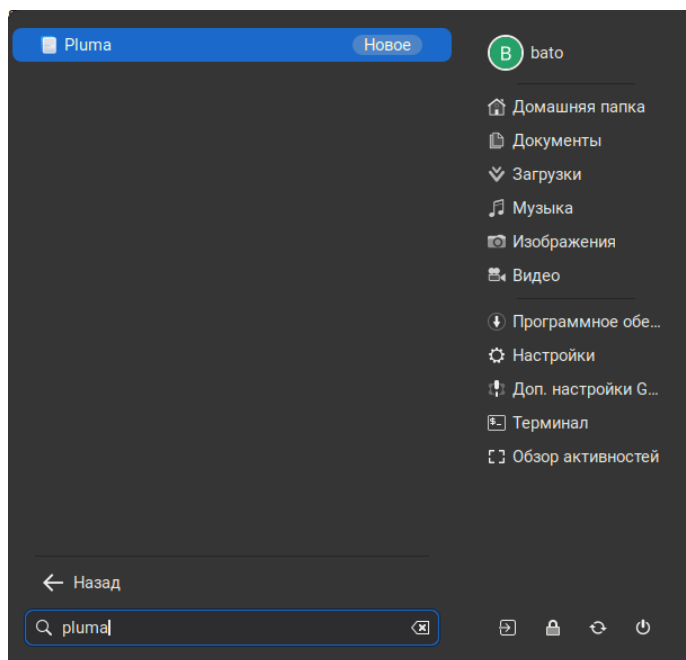 Pluma Новое
B bato
Домашняя папка
Документы
Загрузки
Музыка
Изображения
Видео
Программное обе...
Настройки
Доп. настройки G...
Терминал
Обзор активностей
Назад
pluma